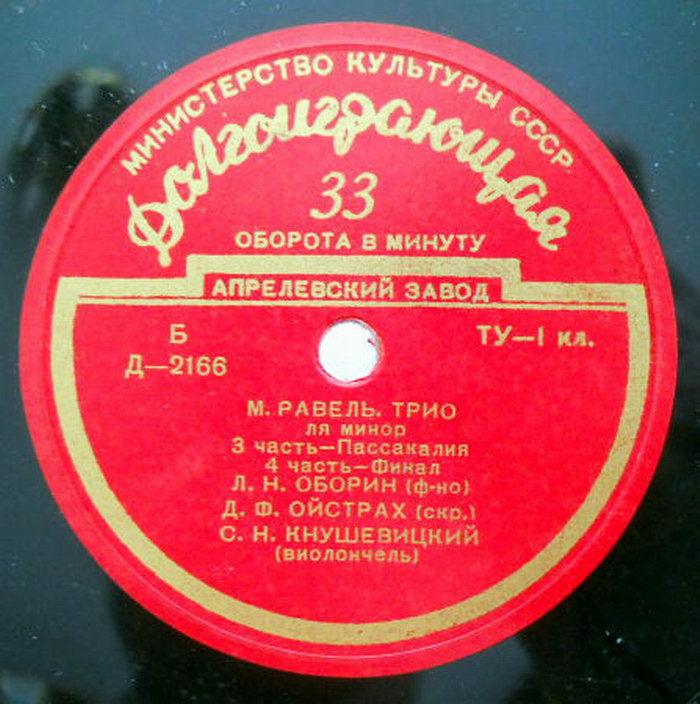 МИНИСТЕРСТВО КУЛЬТУРЫ СССР
Долгоиграющая
33
ОБОРОТА В МИНУТУ
АПРЕЛЕВСКИЙ ЗАВОД
Б ТУ—I кл.
Д—2166
М. РАВЕЛЬ. ТРИО
ля минор
3 часть—Пассакалия
4 часть—Финал
Л. Н. ОБОРИН (ф-но)
Д. Ф. ОЙСТРАХ (скр.)
С. Н. КНУШЕВИЦКИЙ
(виолончель)